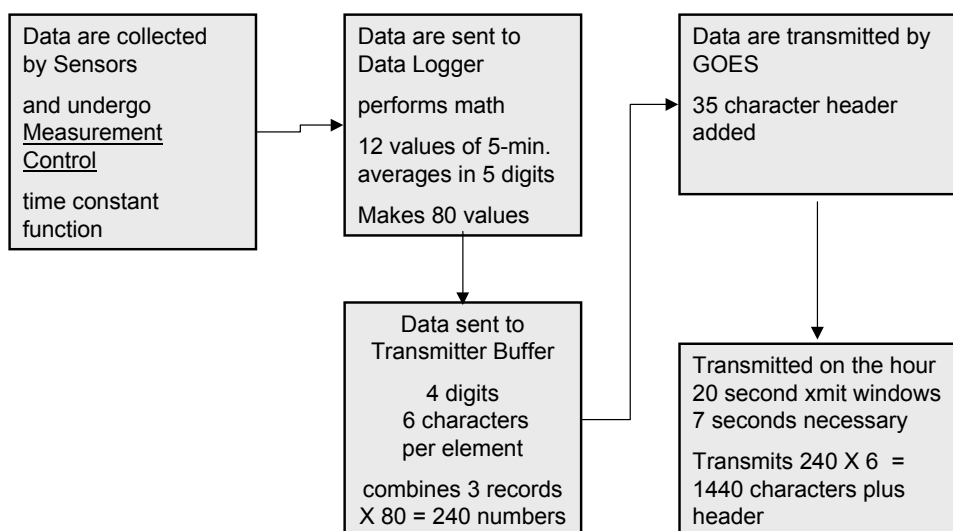 Data are collected
by Sensors
and undergo
Measurement
Control
time constant
function
Data are sent to
Data Logger
performs math
12 values of 5-min.
averages in 5 digits
Makes 80 values
Data sent to
Transmitter Buffer
4 digits
6 characters
per element
combines 3 records
X 80 = 240 numbers
Data are transmitted by
GOES
35 character header
added
Transmitted on the hour
20 second xmit windows
7 seconds necessary
Transmits 240 X 6 =
1440 characters plus
header